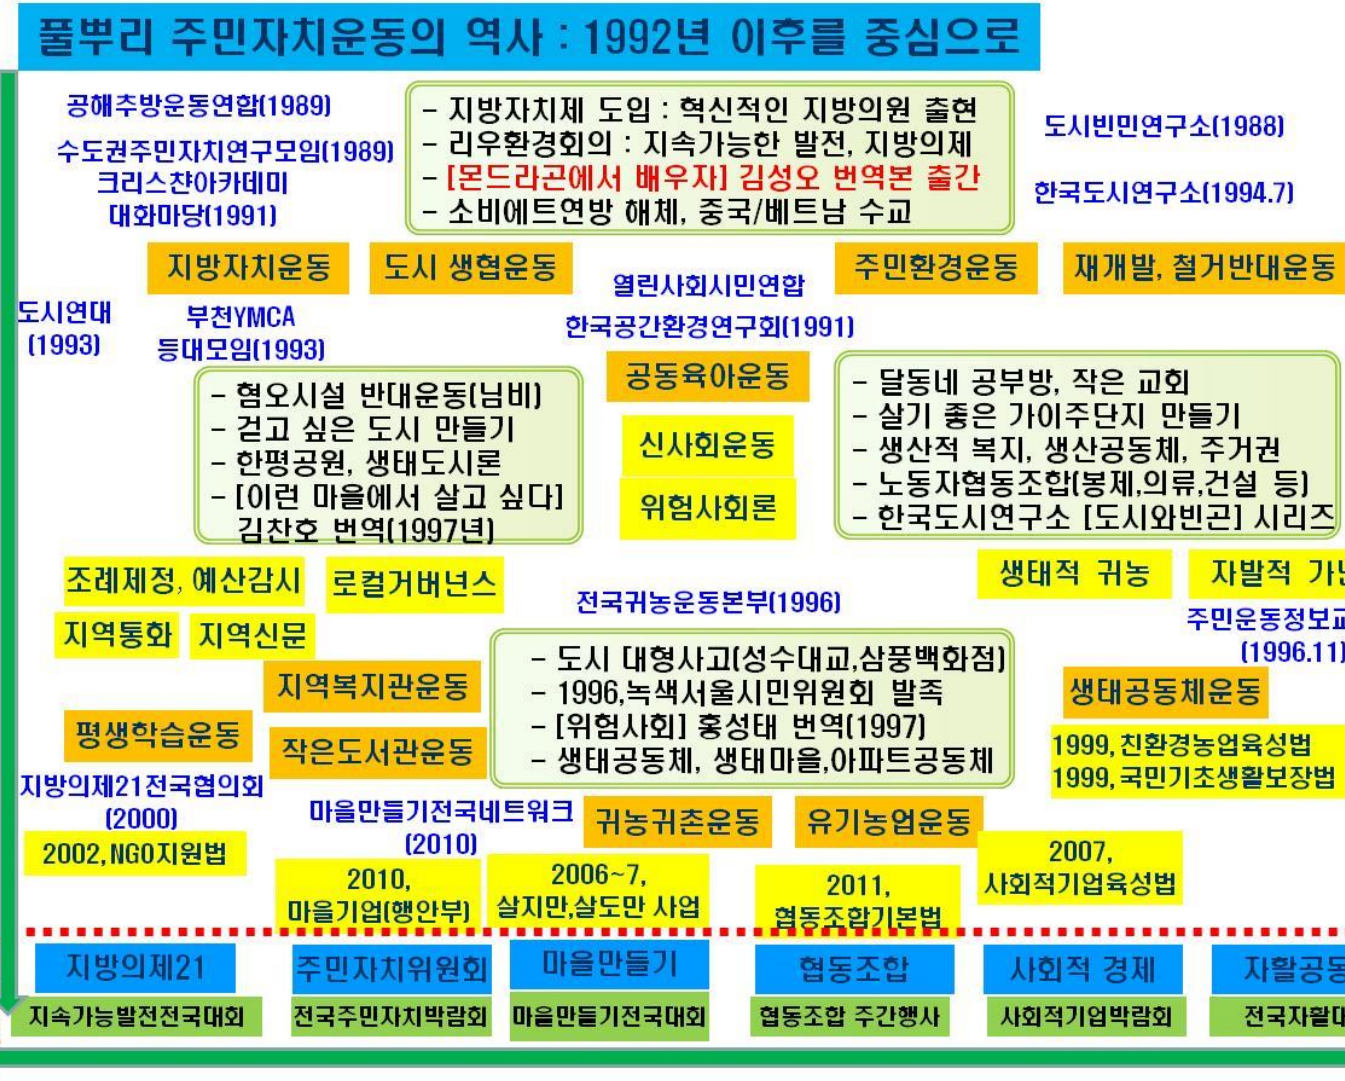 풀뿌리 주민자치운동의 역사 : 1992년 이후를 중심으로
공해추방운동연합(1989)
수도권주민자치연구모임(1989)
크리스챤아카데미
대화마당(1991)
- 지방자치제 도입 : 혁신적인 지방의원 출현
- 리우환경회의 : 지속가능한 발전, 지방의제
- [몬드라곤에서 배우자] 김성오 번역본 출간
- 소비에트연방 해체, 중국/베트남 수교
도시빈민연구소(1988)
한국도시연구소(1994.7)
지방자치운동
도시 생협운동
주민환경운동
재개발, 철거반대운동
도시연대
(1993)
부천YMCA
등대모임(1993)
열린사회시민연합
한국공간환경연구회(1991)
공동육아운동
신사회운동
위험사회론
- 혐오시설 반대운동(님비)
- 걷고 싶은 도시 만들기
- 한평공원, 생태도시론
- [이런 마을에서 살고 싶다]
김찬호 번역(1997년)
- 달동네 공부방, 작은 교회
- 살기 좋은 가이주단지 만들기
- 생산적 복지, 생산공동체, 주거권
- 노동자협동조합(봉제,의류,건설 등)
- 한국도시연구소 [도시와빈곤] 시리즈
조례제정, 예산감시
로컬거버넌스
지역통화
지역신문
전국귀농운동본부(1996)
생태적 귀농
자발적
주민운동정보교
(1996.11)
지역복지관운동
평생학습운동
작은도서관운동
- 도시 대형사고(성수대교,삼풍백화점)
- 1996,녹색서울시민위원회 발족
- [위험사회] 홍성태 번역(1997)
- 생태공동체, 생태마을,아파트공동체
생태공동체운동
1999, 친환경농업육성법
1999, 국민기초생활보장법
지방의제21전국협의회
(2000)
마을만들기전국네트워크
(2010)
귀농귀촌운동
유기농업운동
2002, NGO지원법
2010,
마을기업(행안부)
2006~7,
살지만,살도만 사업
2011,
협동조합기본법
2007,
사회적기업육성법
지방의제21
주민자치위원회
마을만들기
협동조합
사회적 경제
자활공동
지속가능발전전국대회
전국주민자치박람회
마을만들기전국대회
협동조합 주간행사
사회적기업박람회
전국자활대